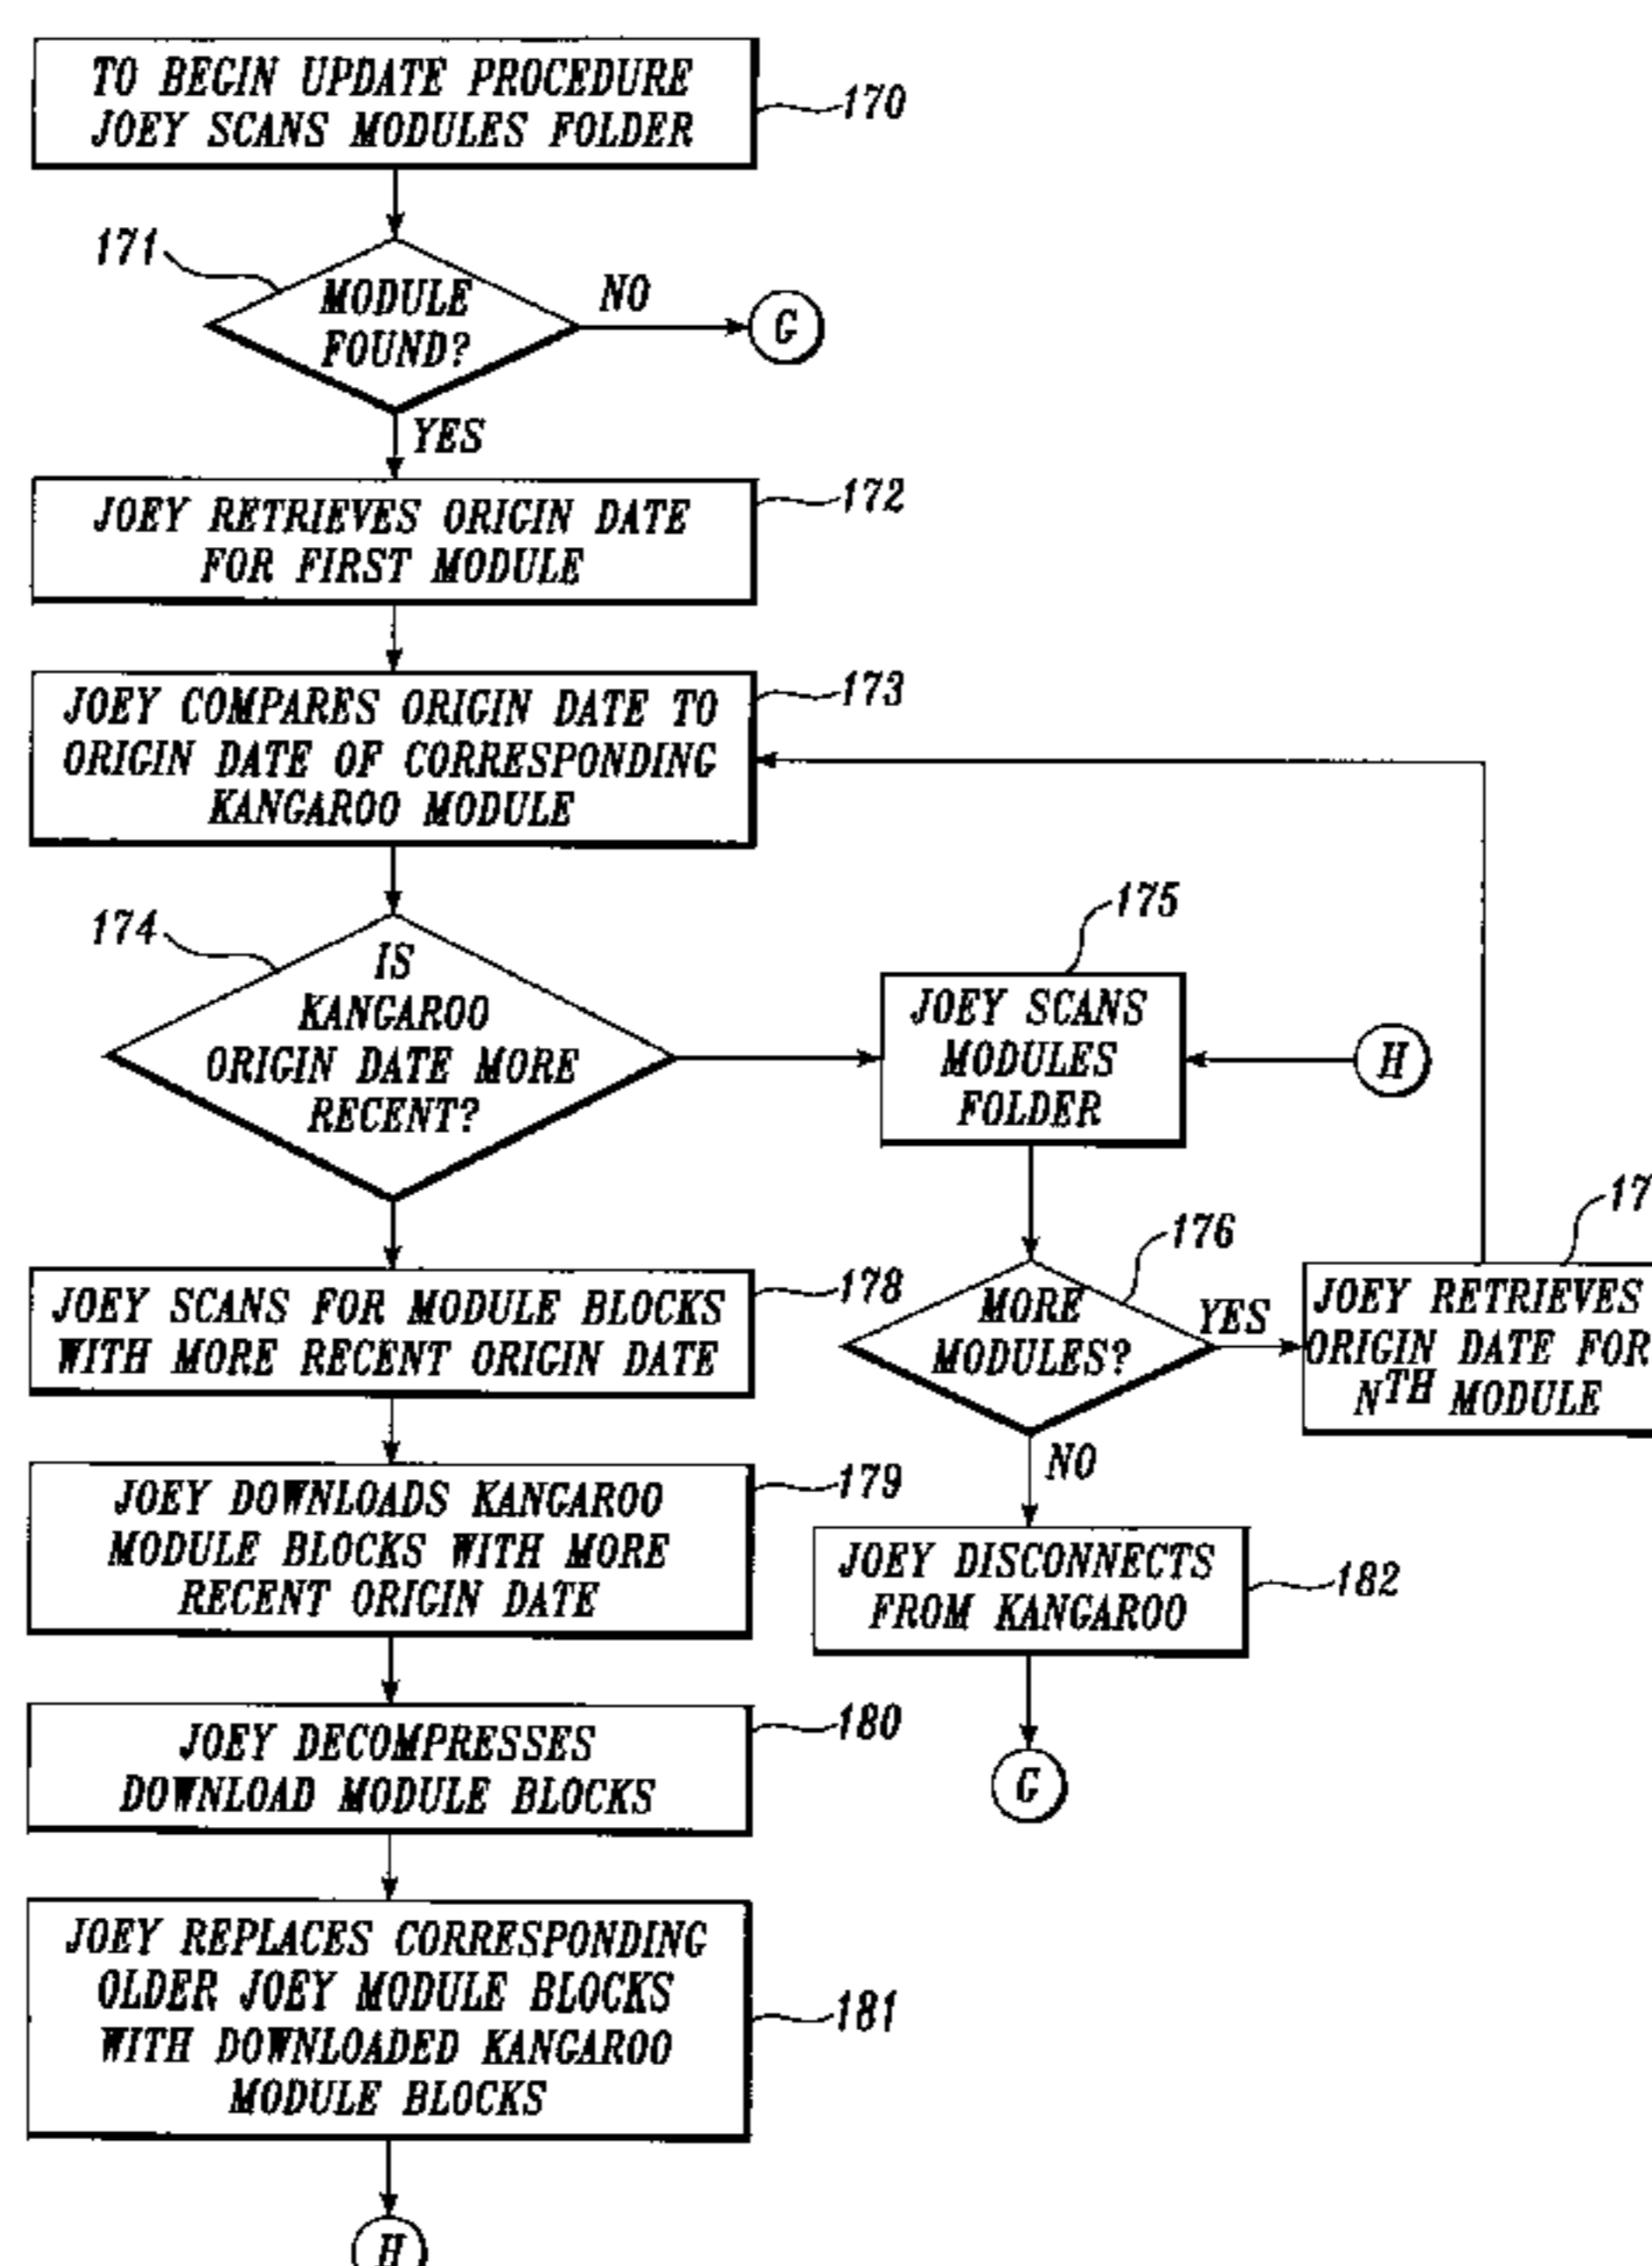 TO BEGIN UPDATE PROCEDURE
JOEY SCANS MODULES FOLDER
170
171
MODULE
FOUND?
NO
G
YES
JOEY RETRIEVES ORIGIN DATE
FOR FIRST MODULE
172
JOEY COMPARES ORIGIN DATE TO
ORIGIN DATE OF CORRESPONDING
KANGAROO MODULE
173
174
IS
KANGAROO
ORIGIN DATE MORE
RECENT?
175
JOEY SCANS
MODULES
FOLDER
H
176
MORE
MODULES?
YES
17
JOEY RETRIEVES
ORIGIN DATE FOR
NTH MODULE
NO
JOEY DISCONNECTS
FROM KANGAROO
182
G
JOEY SCANS FOR MODULE BLOCKS
WITH MORE RECENT ORIGIN DATE
178
JOEY DOWNLOADS KANGAROO
MODULE BLOCKS WITH MORE
RECENT ORIGIN DATE
179
JOEY DECOMPRESSES
DOWNLOAD MODULE BLOCKS
180
JOEY REPLACES CORRESPONDING
OLDER JOEY MODULE BLOCKS
WITH DOWNLOADED KANGAROO
MODULE BLOCKS
181
H